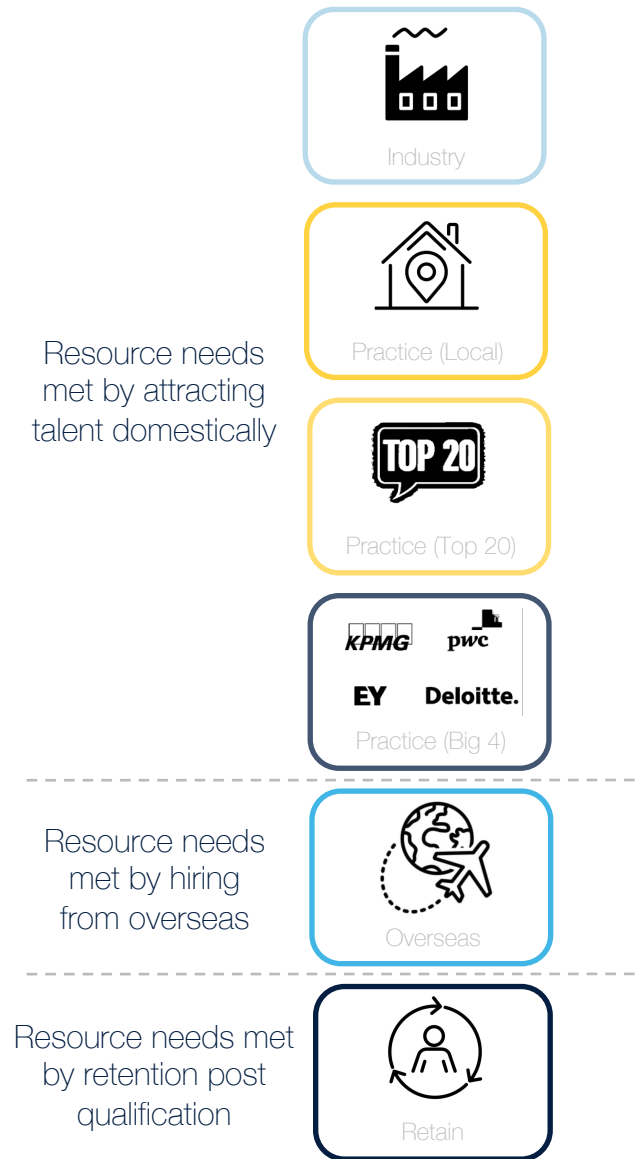 Industry
Practice (Local)
Resource needs
met by attracting
talent domestically
TOP 20
Practice (Top 20)
KPMG
pwc
EY
Deloitte.
Practice (Big 4)
Resource needs
met by hiring
from overseas
Overseas
Resource needs met
by retention post
qualification
Retain